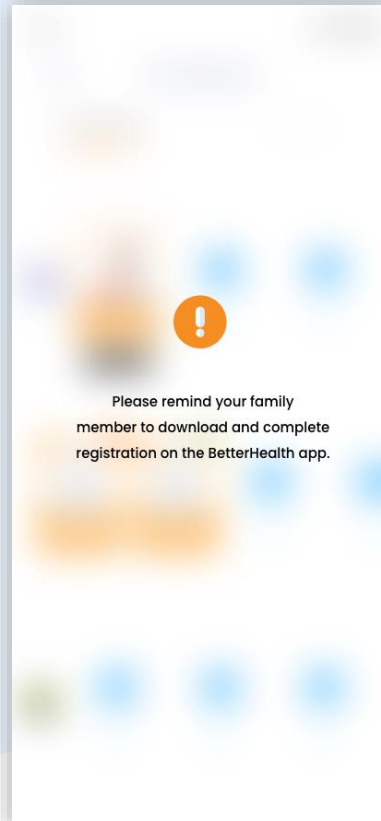 Please remind your family
member to download and complete
registration on the BetterHealth app.